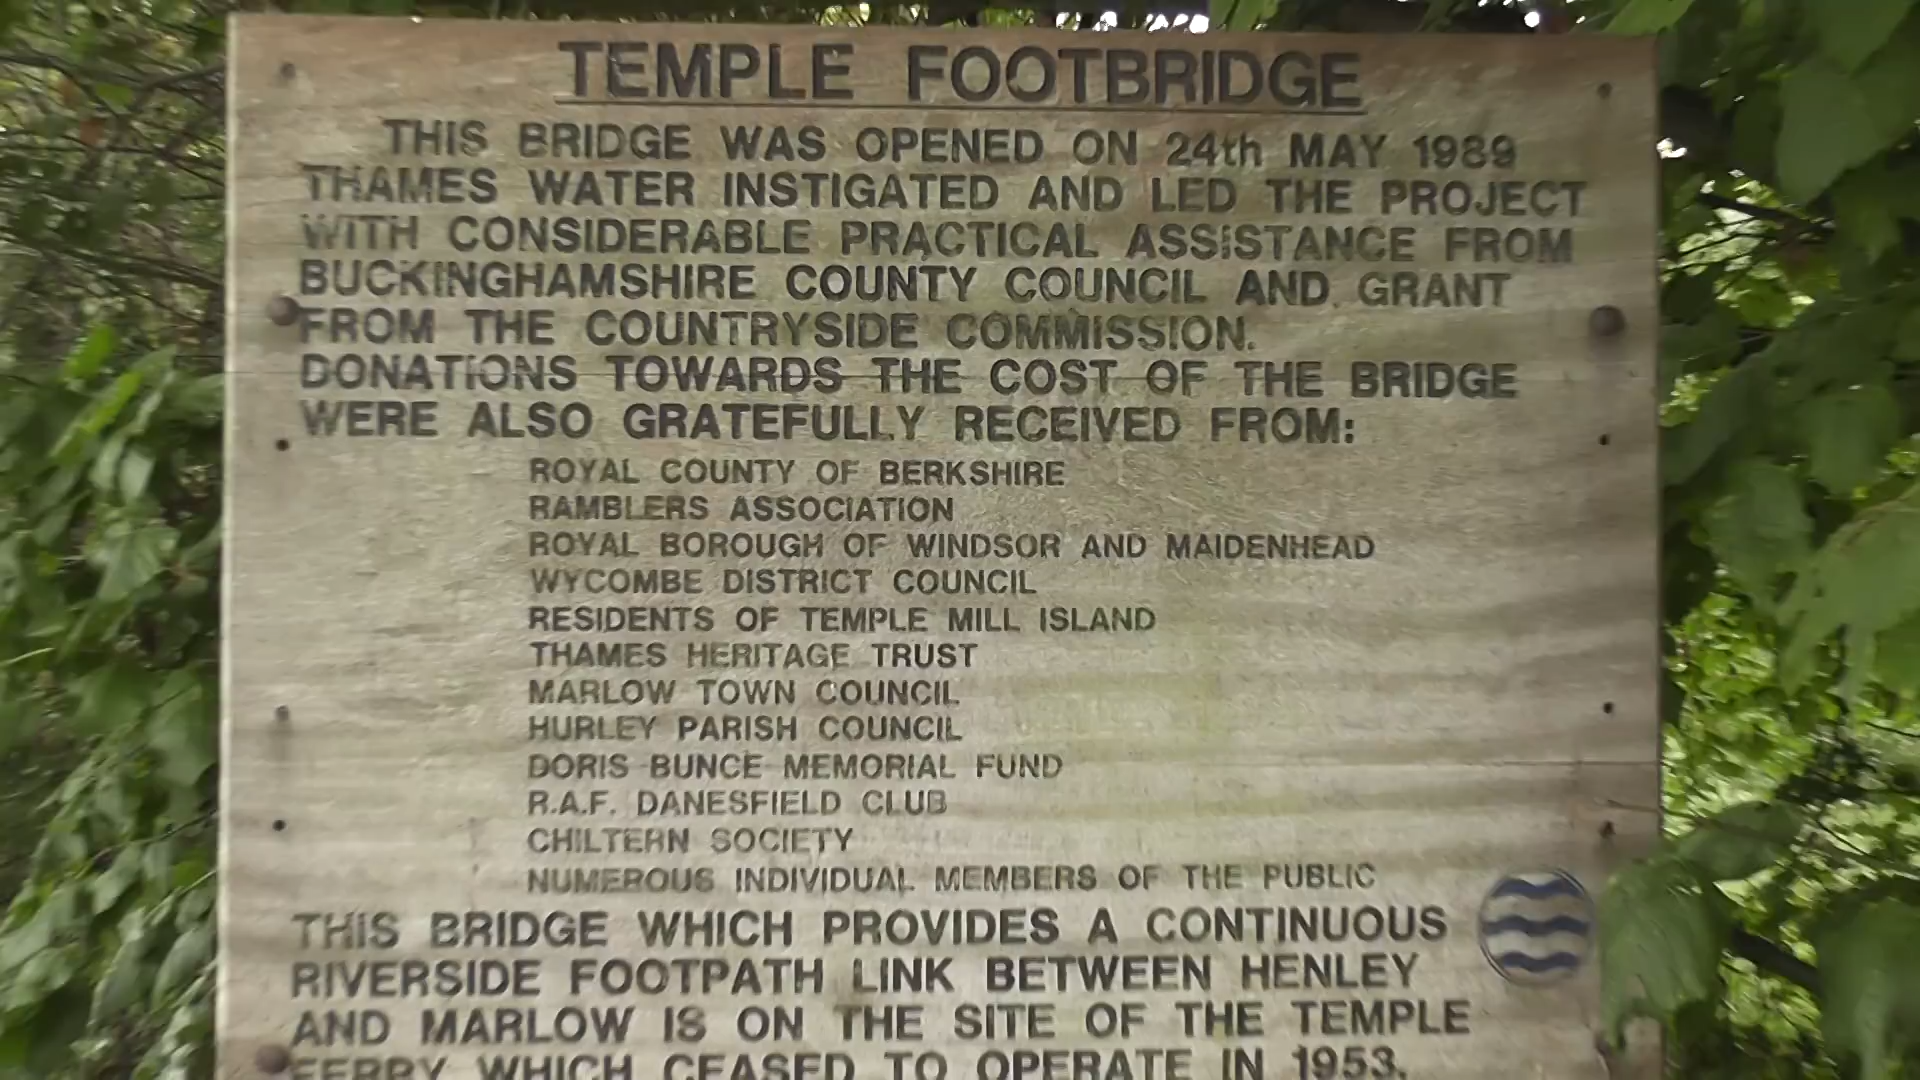 TEMPLE FOOTBRIDGE
THIS BRIDGE WAS OPENED ON 24th MAY 1989
THAMES WATER INSTIGATED AND LED THE PROJECT
WITH CONSIDERABLE PRACTICAL ASSISTANCE FROM
BUCKINGHAMSHIRE COUNTY COUNCIL AND GRANT
FROM THE COUNTRYSIDE COMMISSION.
DONATIONS TOWARDS THE COST OF THE BRIDGE
WERE ALSO GRATEFULLY RECEIVED FROM:
ROYAL COUNTY OF BERKSHIRE
RAMBLERS ASSOCIATION
ROYAL BOROUGH OF WINDSOR AND MAIDENHEAD
WYCOMBE DISTRICT COUNCIL
RESIDENTS OF TEMPLE MILL ISLAND
THAMES HERITAGE TRUST
MARLOW TOWN COUNCIL
HURLEY PARISH COUNCIL
DORIS BUNCE MEMORIAL FUND
R.A.F. DANESFIELD CLUB
CHILTERN SOCIETY
NUMEROUS INDIVIDUAL MEMBERS OF THE PUBLIC
THIS BRIDGE WHICH PROVIDES A CONTINUOUS
RIVERSIDE FOOTPATH LINK BETWEEN HENLEY
AND MARLOW IS ON THE SITE OF THE TEMPLE
FERRY WHICH CEASED TO OPERATE IN 1953.